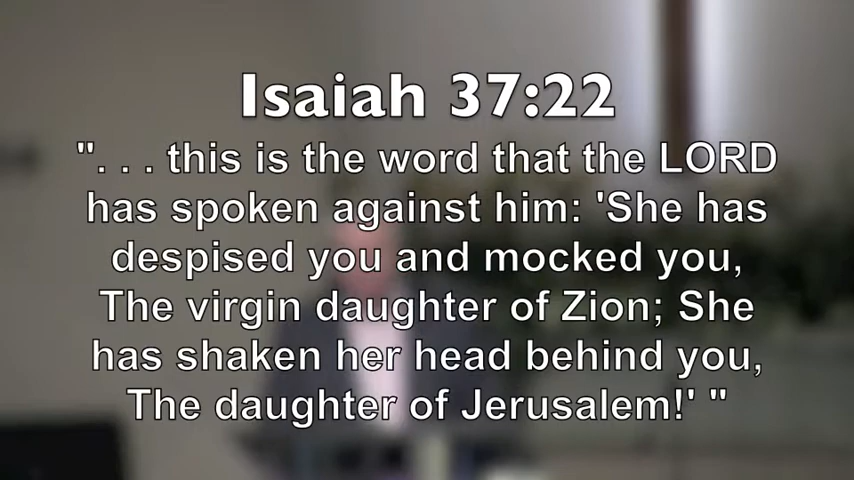 Isaiah 37:22
". . . this is the word that the LORD
has spoken against him: 'She has
despised you and mocked you,
The virgin daughter of Zion; She
has shaken her head behind you,
The daughter of Jerusalem!' "